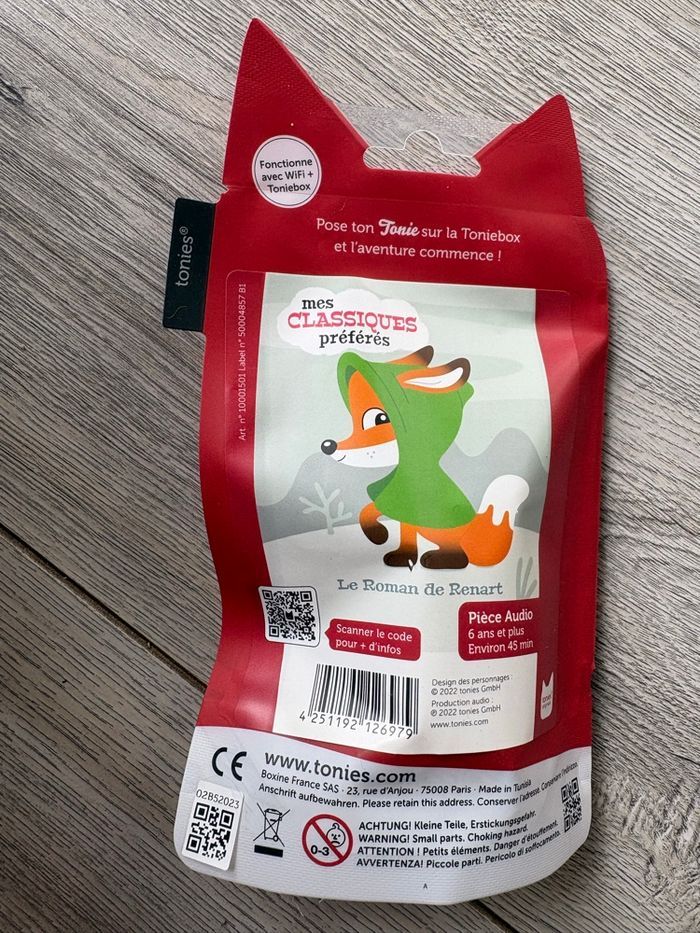 Fonctionne
avec WiFi +
Toniebox
tonies®
Pose ton Tonie sur la Toniebox
et l'aventure commence !
Art. n° 10001501 Label n° 50004857 B1
mes
CLASSIQUES
préférés
Le Roman de Renart
Scanner le code
pour + d'infos
Pièce Audio
6 ans et plus
Environ 45 min
4 251192 126979
Design des personnages :
© 2022 tonies GmbH
Production audio :
℗ 2022 tonies GmbH
www.tonies.com
CE
www.tonies.com
Boxine France SAS · 23, rue d'Anjou · 75008 Paris · Made in Tunisia
Anschrift aufbewahren. Please retain this address. Conserver l'adresse. Conservare l'indirizzo.
02B52023
0-3
ACHTUNG! Kleine Teile, Erstickungsgefahr.
WARNING! Small parts. Choking hazard.
ATTENTION ! Petits éléments. Danger d'étouffement.
AVVERTENZA! Piccole parti. Pericolo di soffocamento.
A